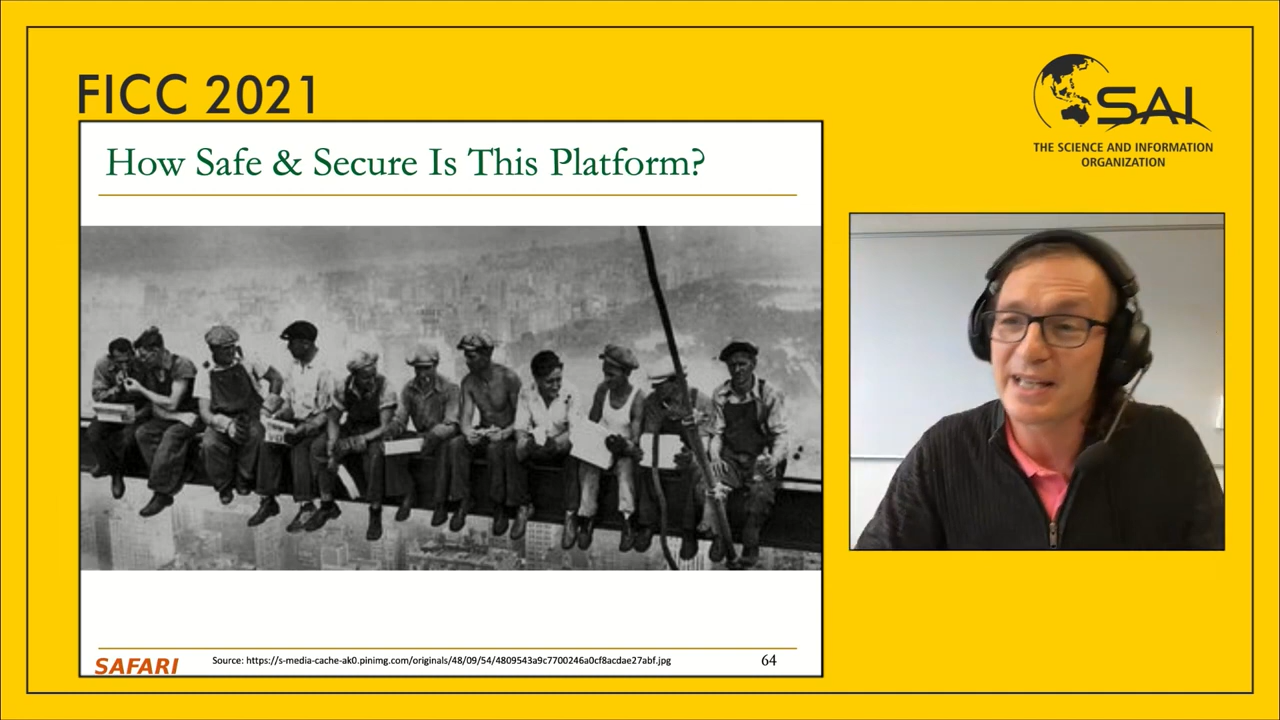 FICC 2021
SAI
THE SCIENCE AND INFORMATION
ORGANIZATION
How Safe & Secure Is This Platform?
SAFARI
Source: https://s-media-cache-ak0.pinimg.com/originals/48/09/54/4809543a9c7700246a0cf8acdae27abf.jpg
64